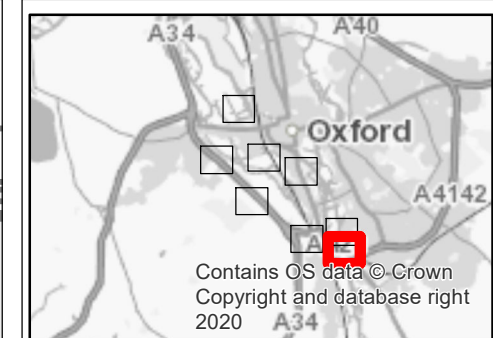 A34
A40
Oxford
A4142
Contains OS data © Crown
Copyright and database right
2020
A34